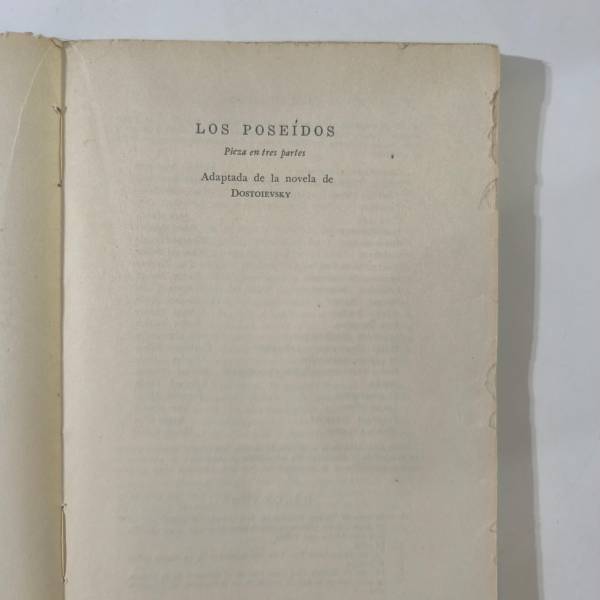 LOS POSEÍDOS
Pieza en tres partes
Adaptada de la novela de
DOSTOIEVSKY